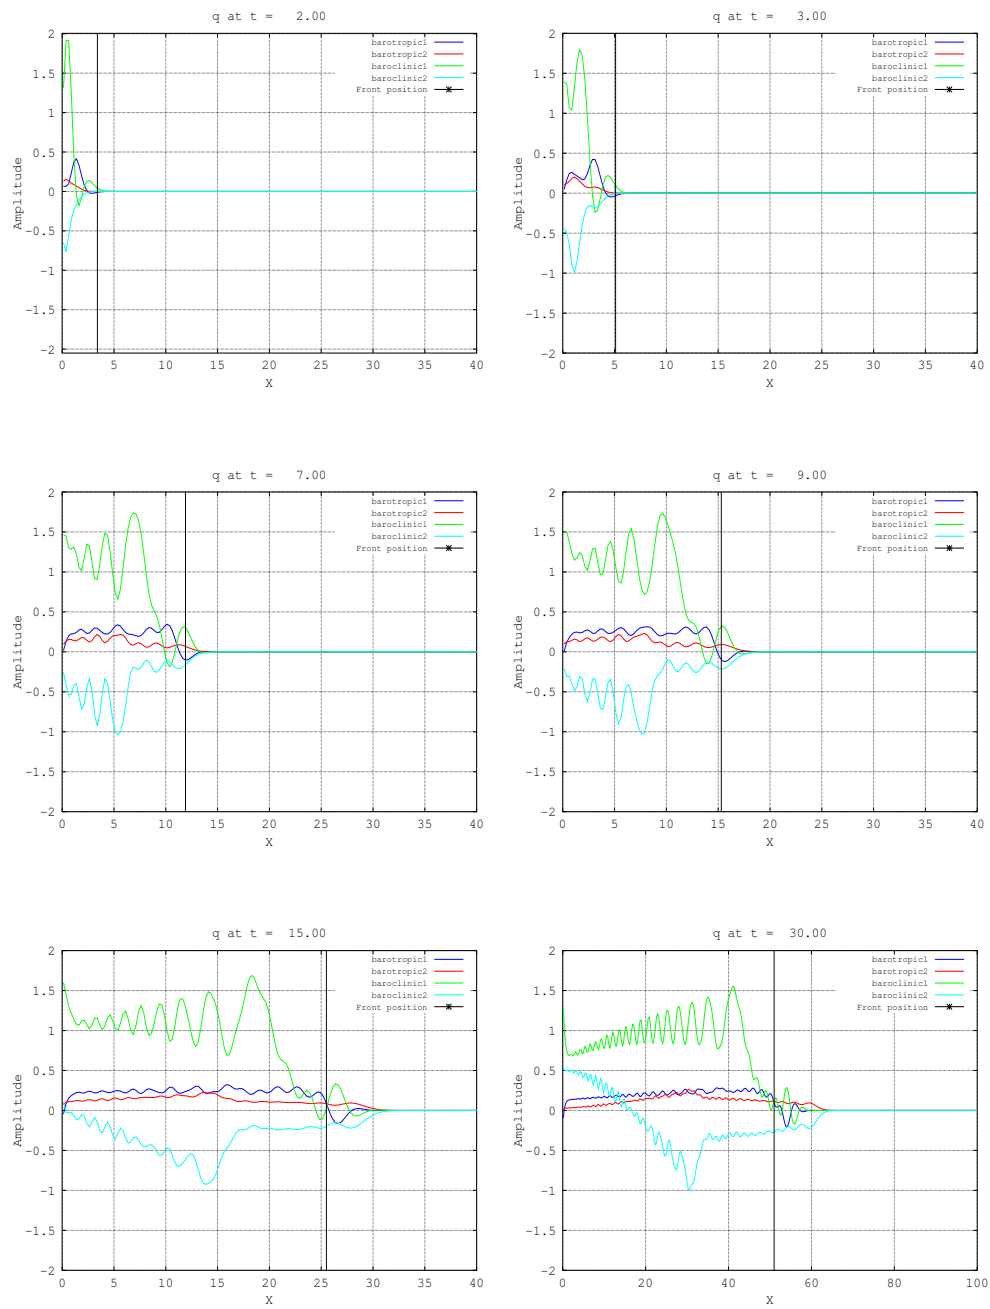 q at t = 2.00
barotropic1
barotropic2
baroclinic1
baroclinic2
Front position
Amplitude
2
1.5
1
0.5
0
-0.5
-1
-1.5
-2
0 5 10 15 20 25 30 35 40
X
q at t = 3.00
barotropic1
barotropic2
baroclinic1
baroclinic2
Front position
Amplitude
2
1.5
1
0.5
0
-0.5
-1
-1.5
-2
0 5 10 15 20 25 30 35 40
X
q at t = 7.00
barotropic1
barotropic2
baroclinic1
baroclinic2
Front position
Amplitude
2
1.5
1
0.5
0
-0.5
-1
-1.5
-2
0 5 10 15 20 25 30 35 40
X
q at t = 9.00
barotropic1
barotropic2
baroclinic1
baroclinic2
Front position
Amplitude
2
1.5
1
0.5
0
-0.5
-1
-1.5
-2
0 5 10 15 20 25 30 35 40
X
q at t = 15.00
barotropic1
barotropic2
baroclinic1
baroclinic2
Front position
Amplitude
2
1.5
1
0.5
0
-0.5
-1
-1.5
-2
0 5 10 15 20 25 30 35 40
X
q at t = 30.00
barotropic1
barotropic2
baroclinic1
baroclinic2
Front position
Amplitude
2
1.5
1
0.5
0
-0.5
-1
-1.5
-2
0 20 40 60 80 100
X